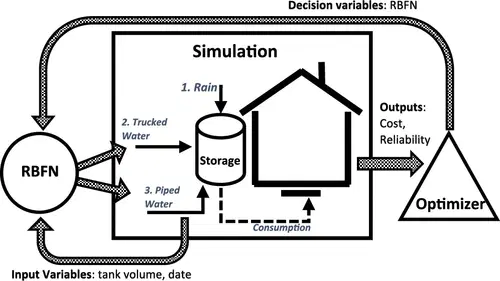 Decision variables: RBFN
Simulation
1. Rain
2. Trucked
Water
Storage
3. Piped
Water
Consumption
RBFN
Outputs:
Cost,
Reliability
Optimizer
Input Variables: tank volume, date